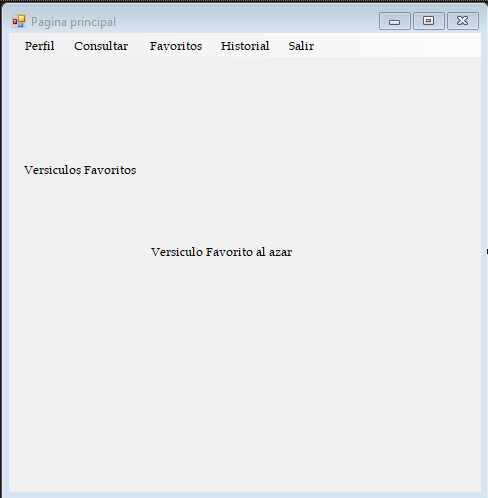 Pagina principal
Perfil Consultar Favoritos Historial Salir
Versiculos Favoritos
Versiculo Favorito al azar